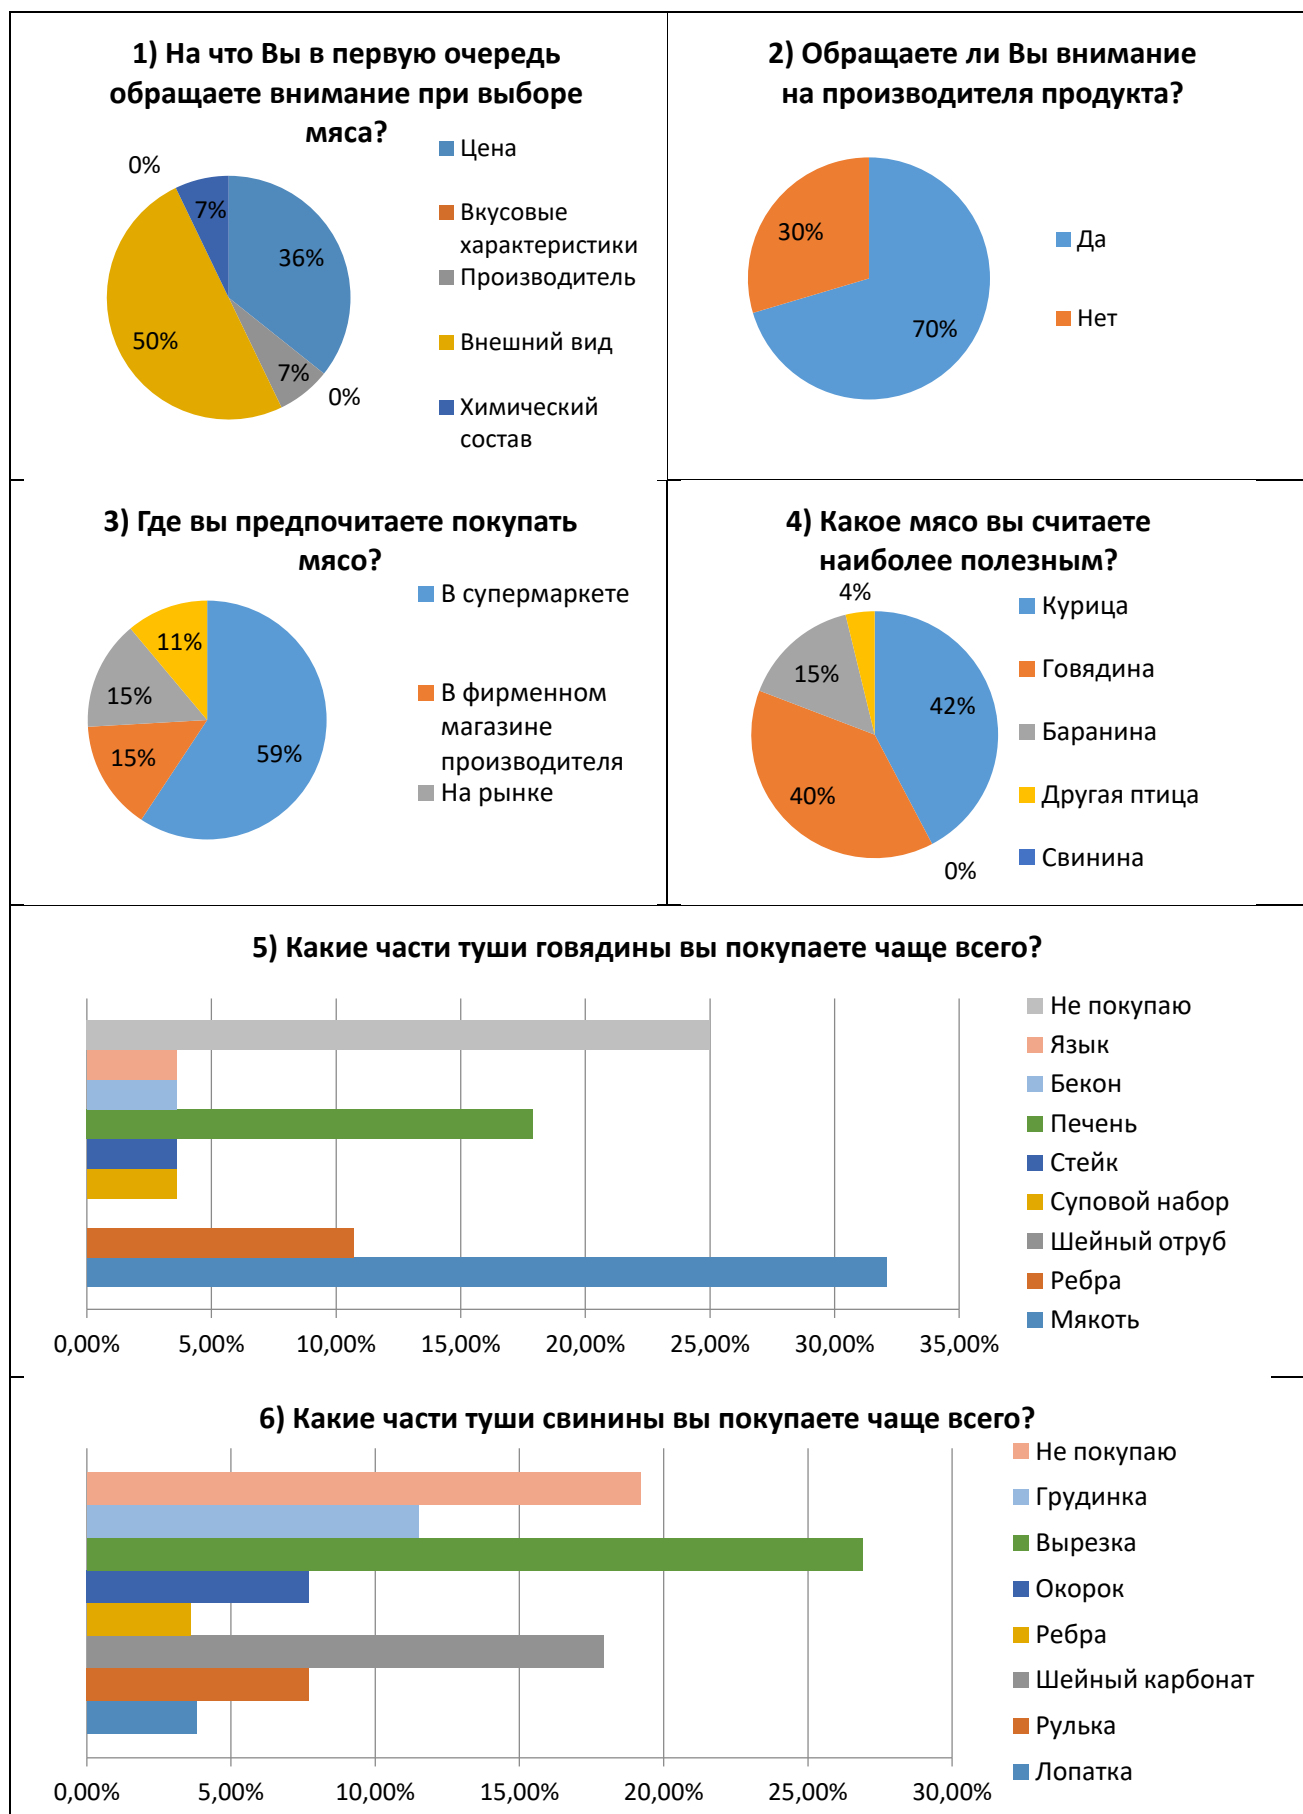 1) На что Вы в первую очередь
обращаете внимание при выборе
мяса?
0%
7%
36%
50%
7%
0%
Цена
Вкусовые
характеристики
Производитель
Внешний вид
Химический
состав
2) Обращаете ли Вы внимание
на производителя продукта?
30%
70%
Да
Нет
3) Где вы предпочитаете покупать
мясо?
11%
15%
15%
59%
В супермаркете
В фирменном
магазине
производителя
На рынке
4) Какое мясо вы считаете
наиболее полезным?
4%
15%
42%
40%
0%
Курица
Говядина
Баранина
Другая птица
Свинина
5) Какие части туши говядины вы покупаете чаще всего?
Не покупаю
Язык
Бекон
Печень
Стейк
Суповой набор
Шейный отруб
Ребра
Мякоть
0,00% 5,00% 10,00% 15,00% 20,00% 25,00% 30,00% 35,00%
6) Какие части туши свинины вы покупаете чаще всего?
Не покупаю
Грудинка
Вырезка
Окорок
Ребра
Шейный карбонат
Рулька
Лопатка
0,00% 5,00% 10,00% 15,00% 20,00% 25,00% 30,00%